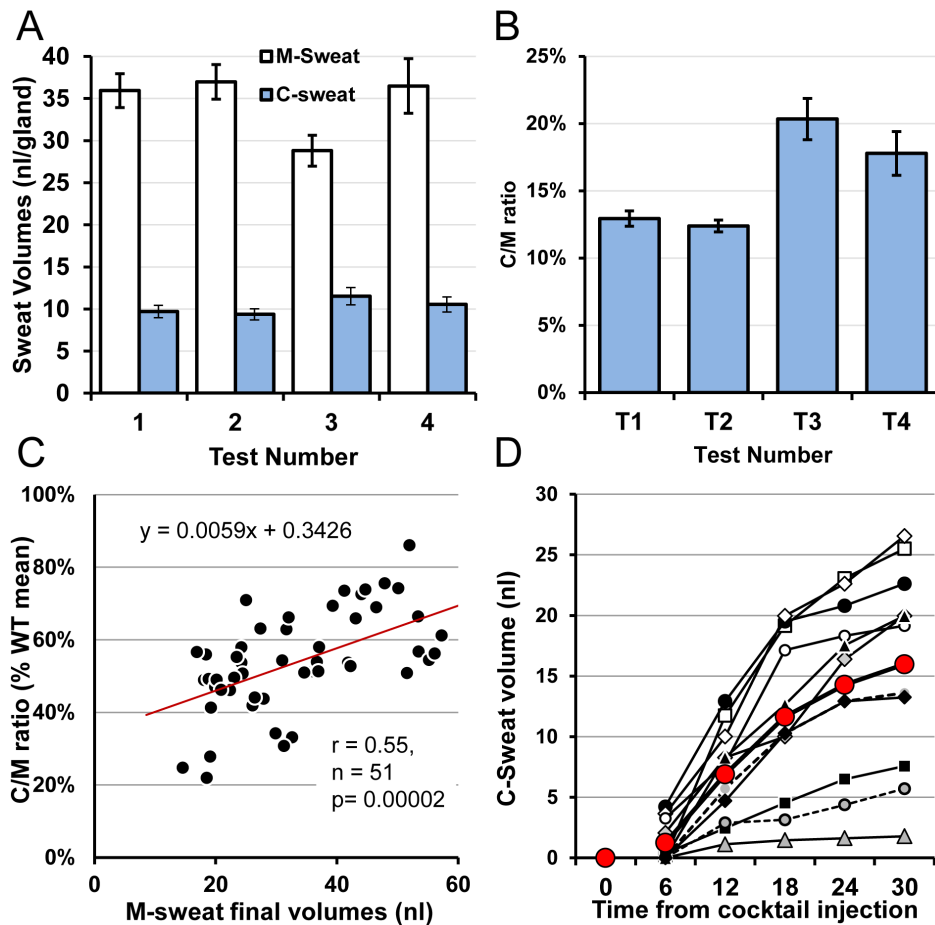 A
Sweat Volumes (nl/gland)
40
35
30
25
20
15
10
5
0
M-Sweat
C-sweat
1 2 3 4
Test Number
B
C/M ratio
25%
20%
15%
10%
5%
0%
T1 T2 T3 T4
Test Number
C
C/M ratio (% WT mean)
100%
80%
60%
40%
20%
0%
y = 0.0059x + 0.3426
r = 0.55,
n = 51
p= 0.00002
0 20 40 60
M-sweat final volumes (nl)
D
C-Sweat volume (nl)
30
25
20
15
10
5
0
0 6 12 18 24 30
Time from cocktail injection